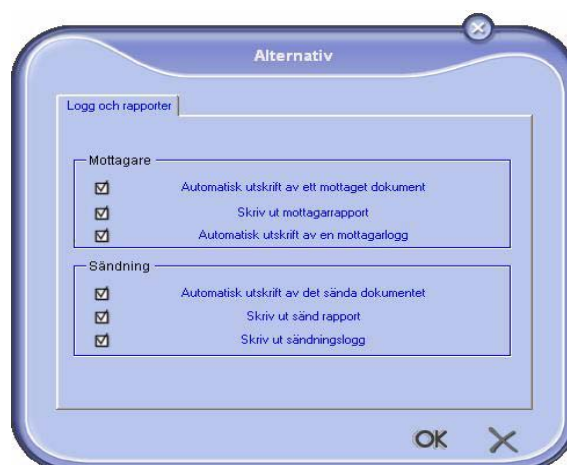 Alternativ
Logg och rapporter
Mottagare
Automatisk utskrift av ett mottaget dokument
Skriv ut mottagarrapport
Automatisk utskrift av en mottagarlogg
Sändning
Automatisk utskrift av det sända dokumentet
Skriv ut sänd rapport
Skriv ut sändningslogg
OK